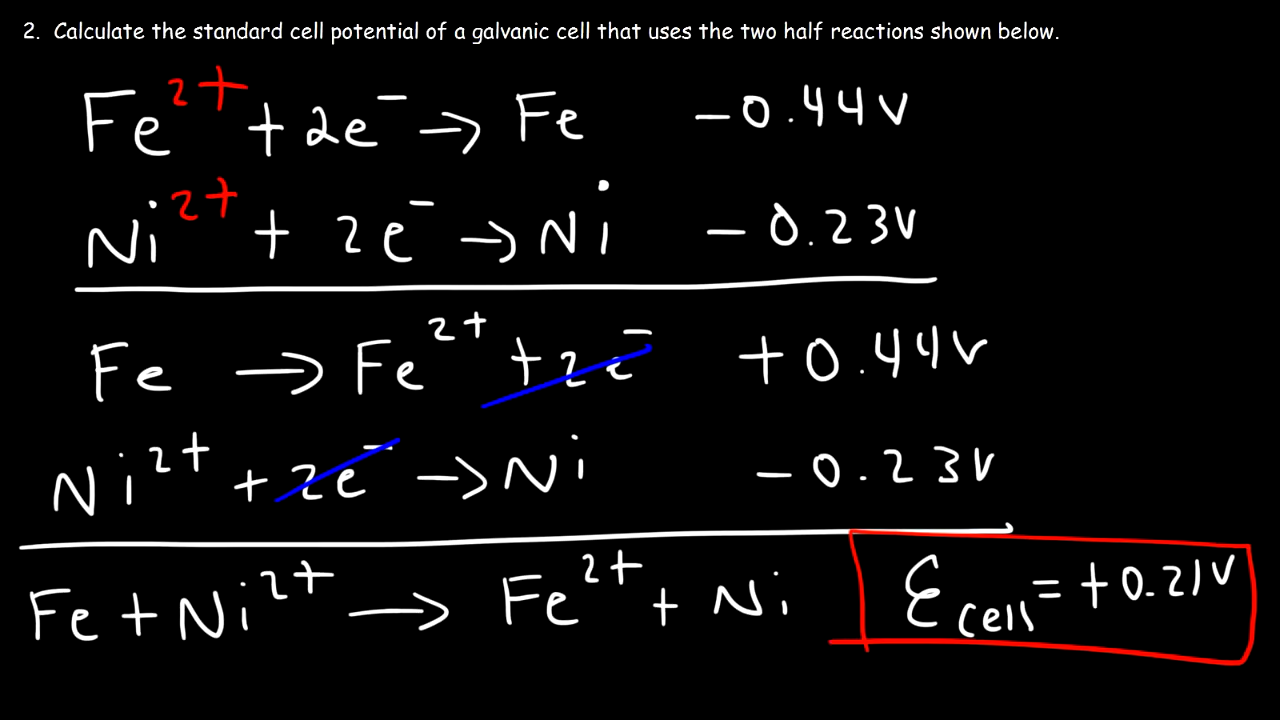 2. Calculate the standard cell potential of a galvanic cell that uses the two half reactions shown below.
Fe²⁺ + 2e⁻ → Fe -0.44V
Ni²⁺ + 2e⁻ → Ni -0.23V
Fe → Fe²⁺ + 2e⁻ +0.44V
Ni²⁺ + 2e⁻ → Ni -0.23V
Fe + Ni²⁺ → Fe²⁺ + Ni Ɛcell = +0.21V